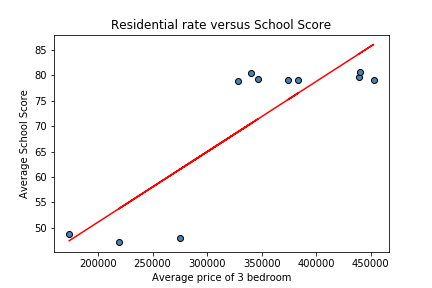 Residential rate versus School Score
Average School Score
85
80
75
70
65
60
55
50
200000 250000 300000 350000 400000 450000
Average price of 3 bedroom